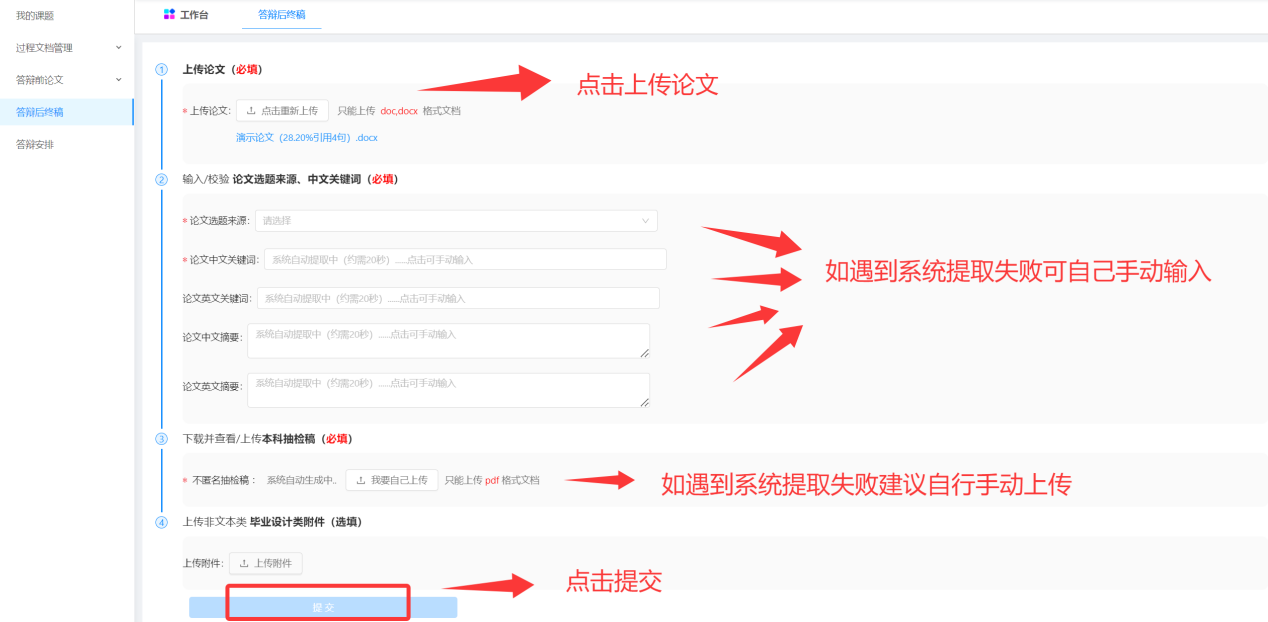 我的课题
过程文档管理
答辩前论文
答辩后终稿
答辩安排
工作台
答辩后终稿
1 上传论文（必填）
点击上传论文
* 上传论文: 点击重新上传 只能上传 doc,docx 格式文档
演示论文（28.20%引用4句）.docx
2 输入/校验 论文选题来源、中文关键词（必填）
* 论文选题来源: 请选择
* 论文中文关键词: 系统自动提取中（约需20秒）......点击可手动输入
如遇到系统提取失败可自己手动输入
论文英文关键词: 系统自动提取中（约需20秒）......点击可手动输入
论文中文摘要: 系统自动提取中（约需20秒）......点击可手动输入
论文英文摘要: 系统自动提取中（约需20秒）......点击可手动输入
3 下载并查看/上传本科抽检稿（必填）
* 不匿名抽检稿： 系统自动生成中.. 我要自己上传 只能上传 pdf 格式文档
如遇到系统提取失败建议自行手动上传
4 上传非文本类 毕业设计类附件（选填）
上传附件: 上传附件
点击提交
提交